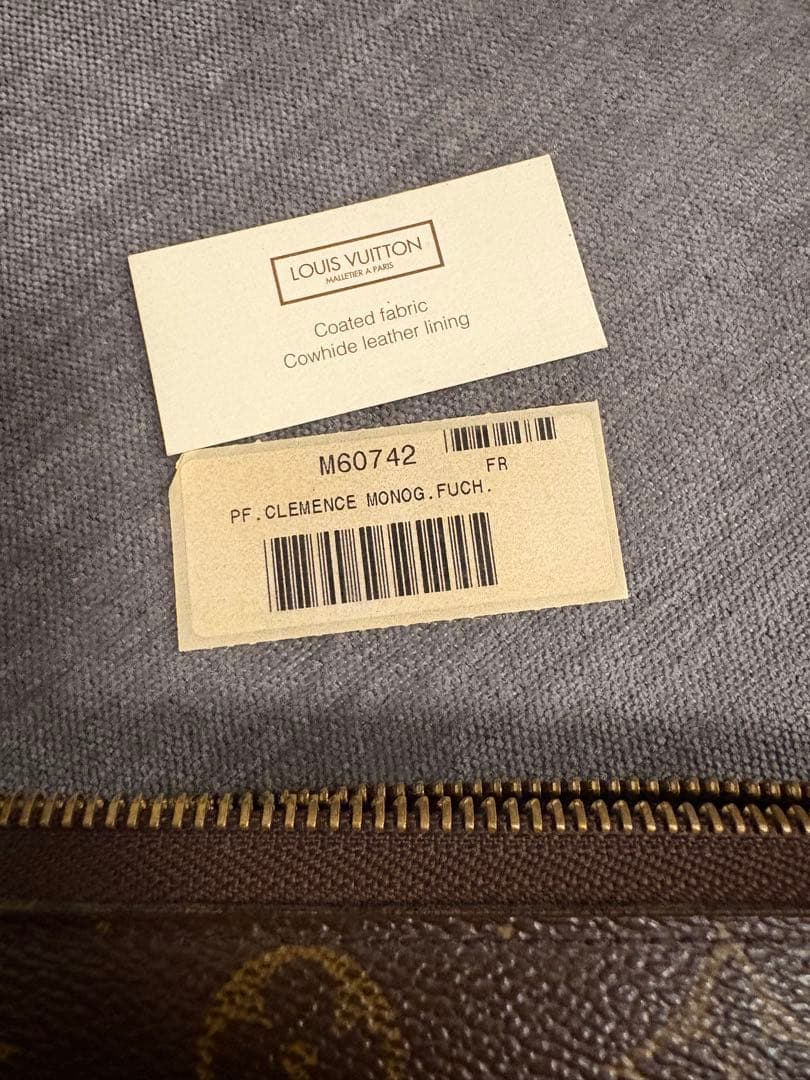 LOUIS VUITTON
MALLETIER A PARIS
Coated fabric
Cowhide leather lining
M60742
FR
PF.CLEMENCE MONOG.FUCH.